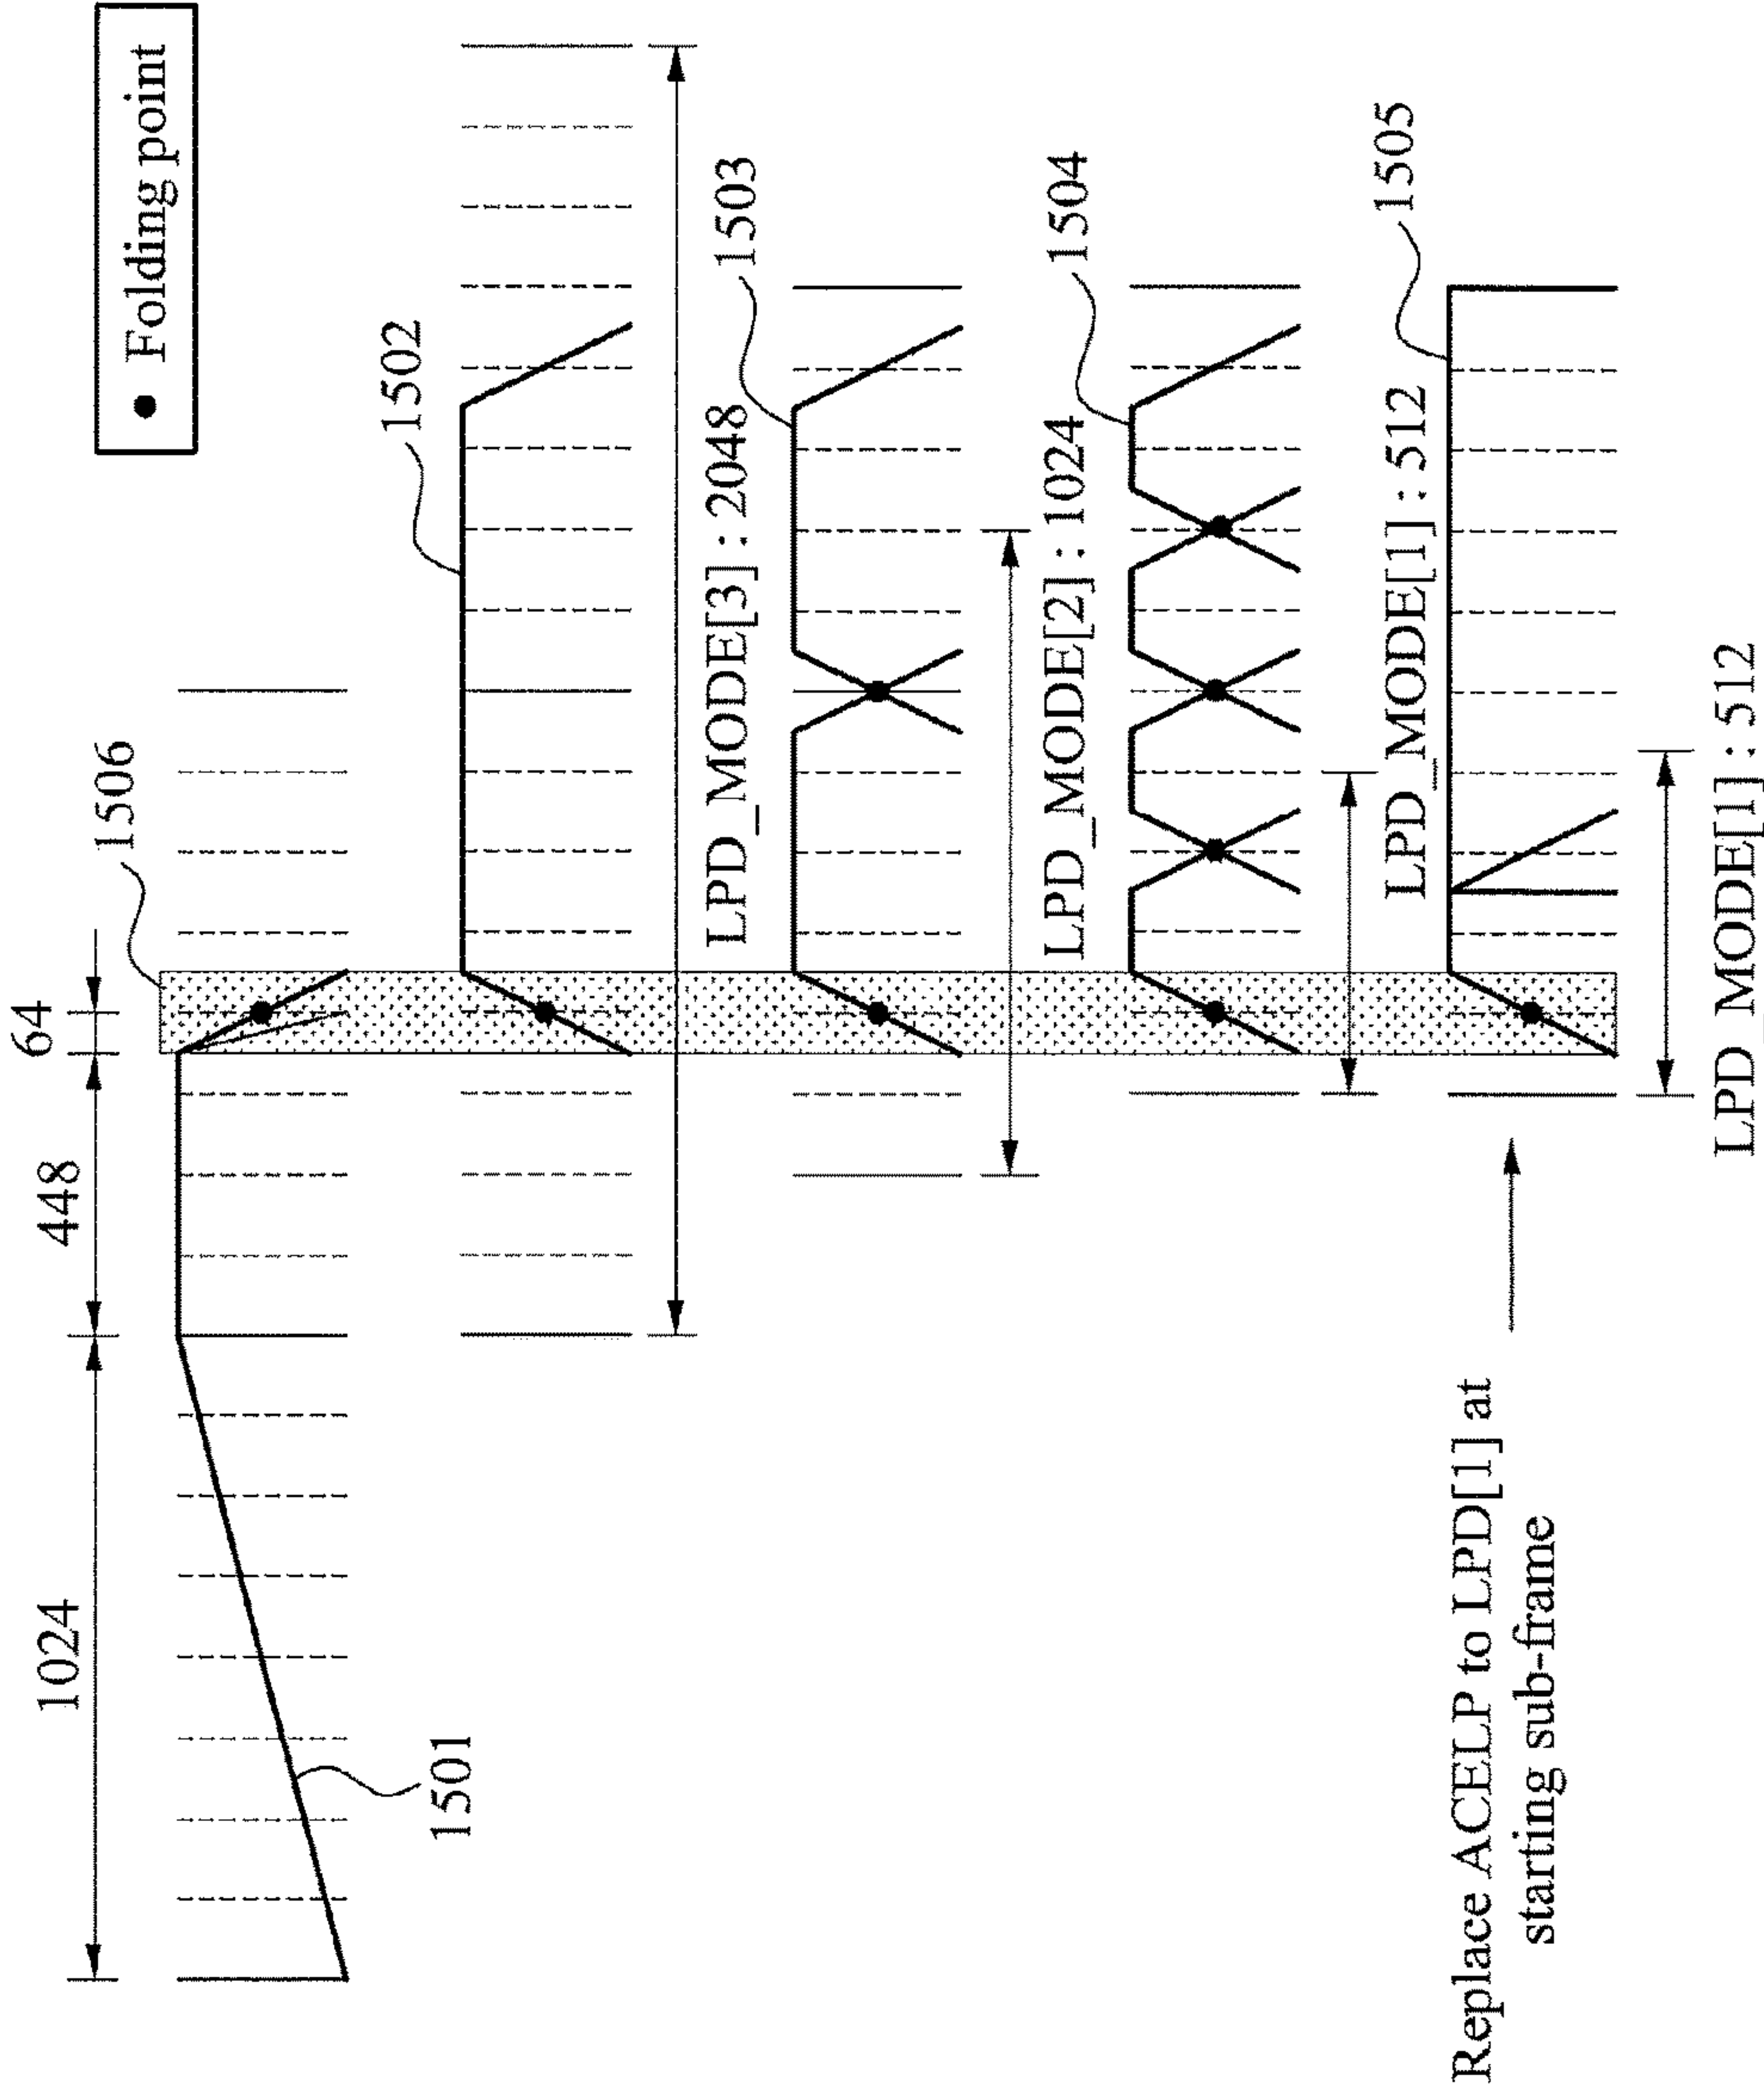 ● Folding point
1024
448
64
1506
1501
1502
LPD_MODE[3] : 2048
1503
LPD_MODE[2] : 1024
1504
LPD_MODE[1] : 512
1505
Replace ACELP to LPD[1] at
starting sub-frame
LPD_MODE[1] : 512